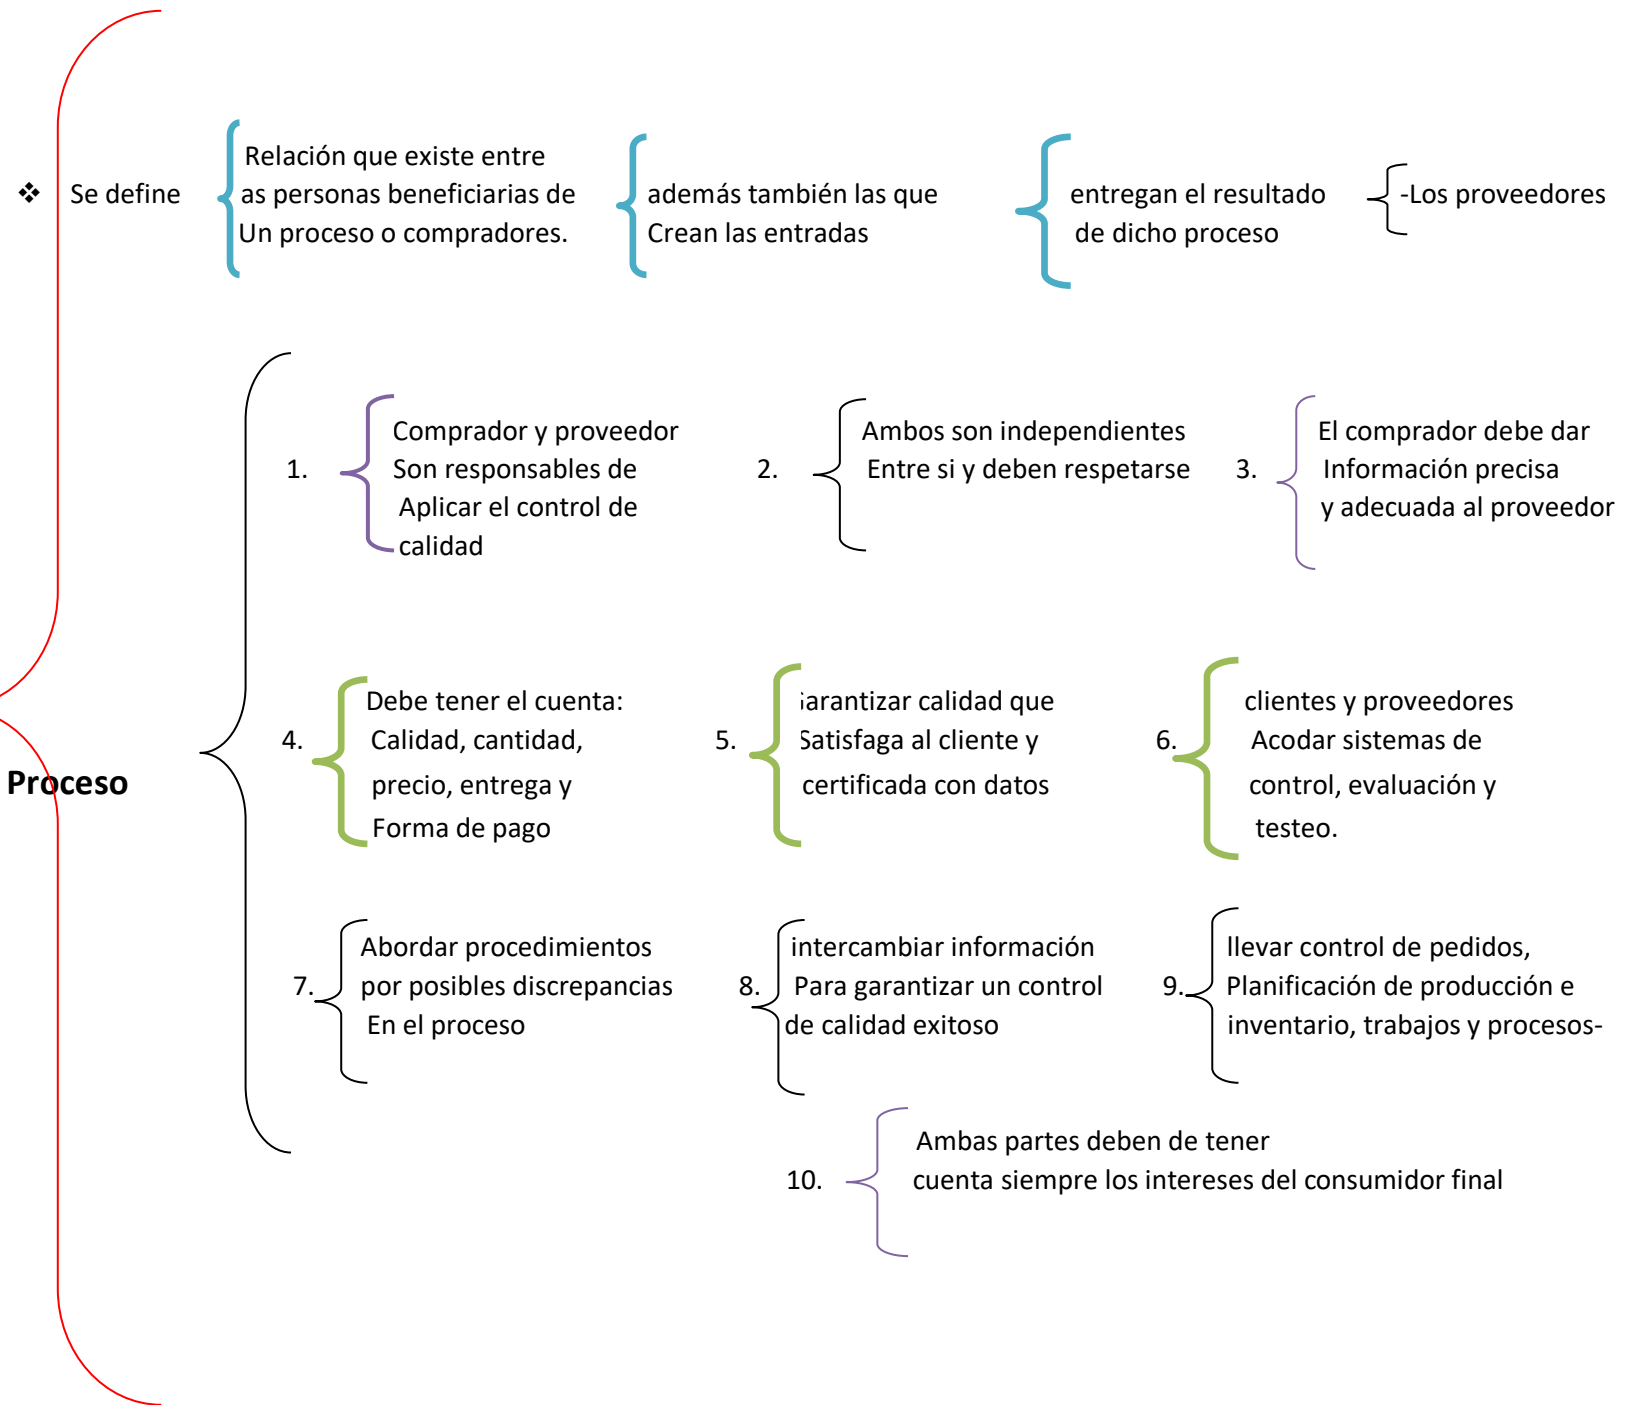 ❖ Se define
Relación que existe entre
as personas beneficiarias de
Un proceso o compradores.
además también las que
Crean las entradas
entregan el resultado
de dicho proceso
-Los proveedores
Proceso
1.
Comprador y proveedor
Son responsables de
Aplicar el control de
calidad
2.
Ambos son independientes
Entre si y deben respetarse
3.
El comprador debe dar
Información precisa
y adecuada al proveedor
4.
Debe tener el cuenta:
Calidad, cantidad,
precio, entrega y
Forma de pago
5.
arantizar calidad que
Satisfaga al cliente y
certificada con datos
6.
clientes y proveedores
Acodar sistemas de
control, evaluación y
testeo.
7.
Abordar procedimientos
por posibles discrepancias
En el proceso
8.
intercambiar información
Para garantizar un control
de calidad exitoso
9.
llevar control de pedidos,
Planificación de producción e
inventario, trabajos y procesos-
10.
Ambas partes deben de tener
cuenta siempre los intereses del consumidor final